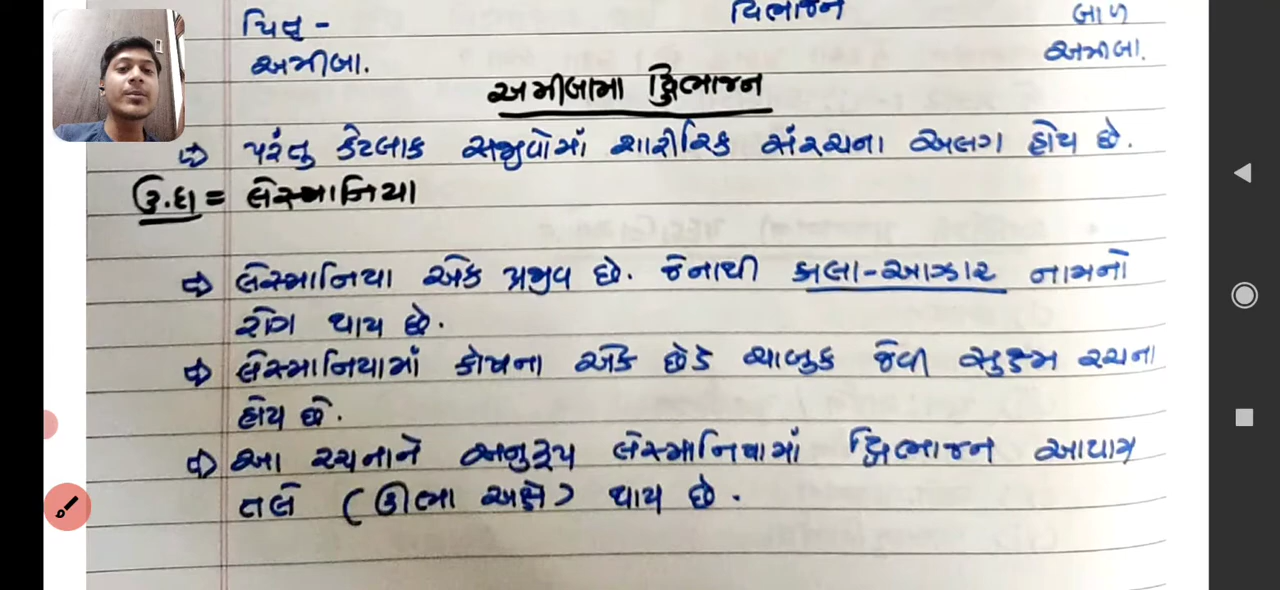 પિતૃ - વિભાજન બાળ
અમીબા. અમીબા.
અમીબામા દ્વિભાજન
⇒ પરંતુ કેટલાક સજીવોમાં શારીરિક સંરચના અલગ હોય છે.
ઉ.દા = લેસ્માનિયા
⇒ લેસ્માનિયા એક પ્રજીવ છે. જેનાથી કાલા-આઝાર નામનો
રોગ થાય છે.
⇒ લેસ્માનિયામાં કોષના એક છેડે ચાબુક જેવી સુક્ષ્મ રચના
હોય છે.
⇒ આ રચનાને અનુરૂપ લેસ્માનિયામાં દ્વિભાજન આયામ
તલે (ઊભા અક્ષે) થાય છે.